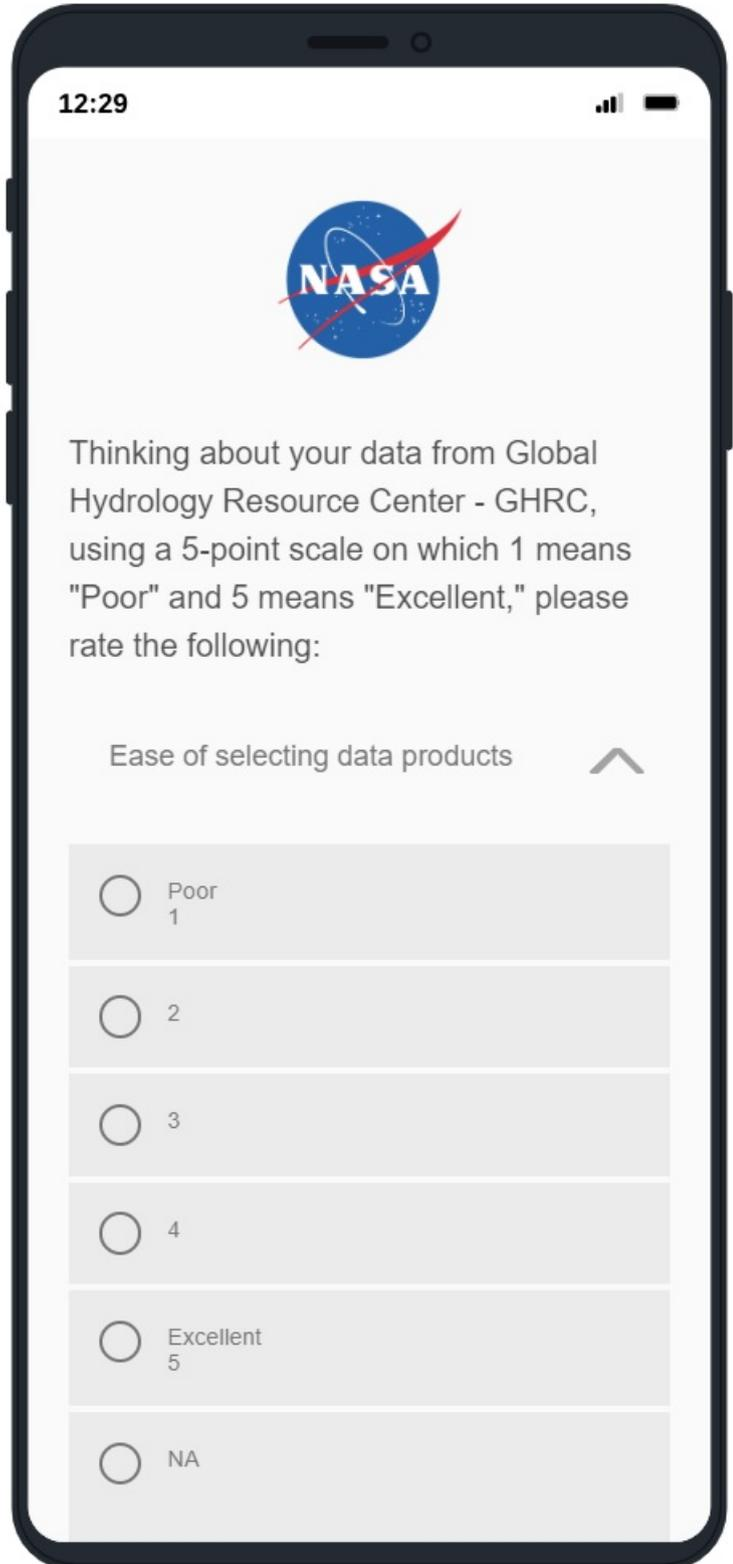 12:29
NASA
Thinking about your data from Global
Hydrology Resource Center - GHRC,
using a 5-point scale on which 1 means
"Poor" and 5 means "Excellent," please
rate the following:
Ease of selecting data products
Poor
1
2
3
4
Excellent
5
NA